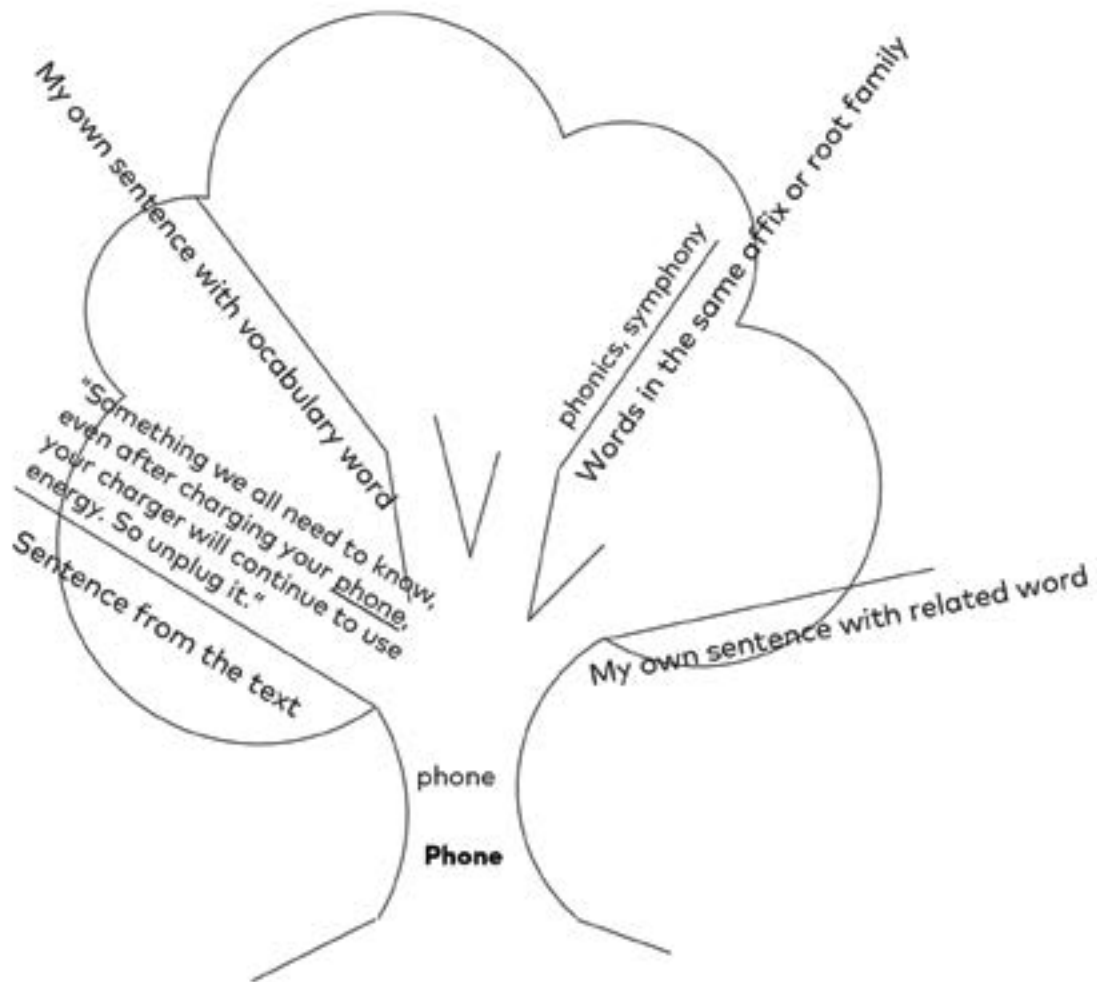 My own sentence with vocabulary word
phonics, symphony
Words in the same affix or root family
"Something we all need to know,
even after charging your phone,
your charger will continue to use
energy. So unplug it."
Sentence from the text
My own sentence with related word
phone
Phone